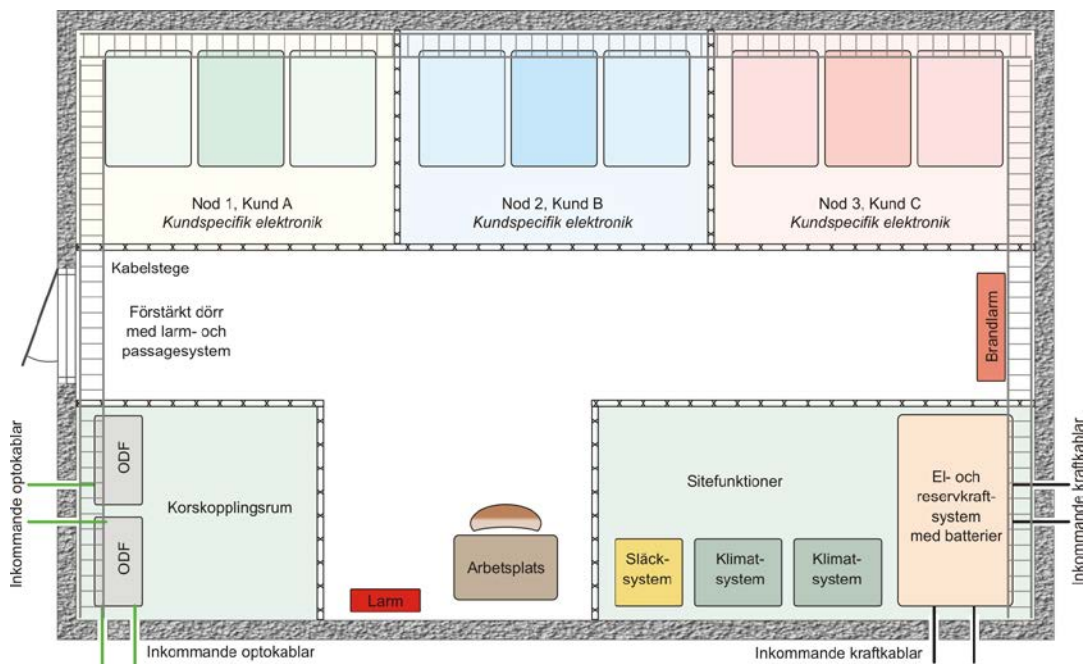 Nod 1, Kund A
Kundspecifik elektronik
Nod 2, Kund B
Kundspecifik elektronik
Nod 3, Kund C
Kundspecifik elektronik
Kabelstege
Förstärkt dörr
med larm- och
passagesystem
Brandlarm
Inkommande optokablar
ODF
ODF
Korskopplingsrum
Larm
Arbetsplats
Sitefunktioner
Släck-
system
Klimat-
system
Klimat-
system
El- och
reservkraft-
system
med batterier
Inkommande kraftkablar
Inkommande optokablar
Inkommande kraftkablar